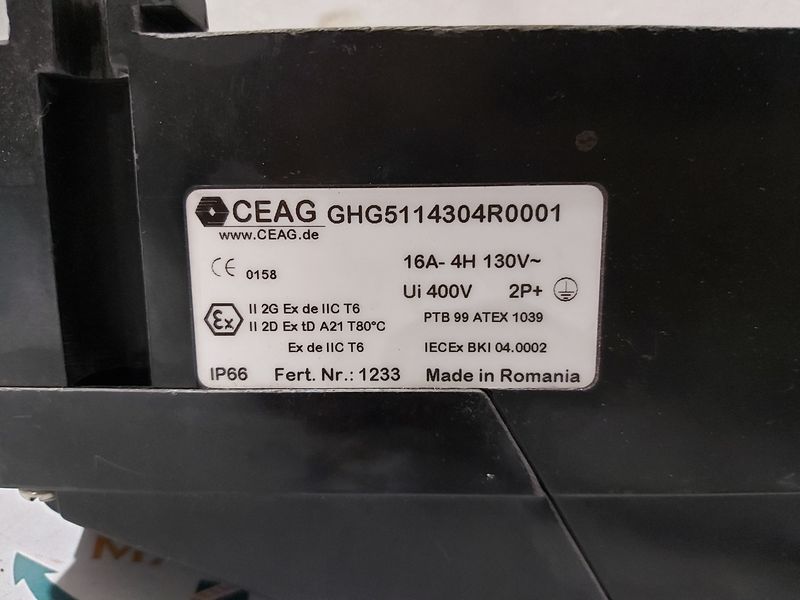 CEAG GHG5114304R0001
www.CEAG.de
CE 0158
16A- 4H 130V~
Ui 400V 2P+
Ex II 2G Ex de IIC T6
II 2D Ex tD A21 T80°C
PTB 99 ATEX 1039
Ex de IIC T6 IECEx BKI 04.0002
IP66 Fert. Nr.: 1233 Made in Romania